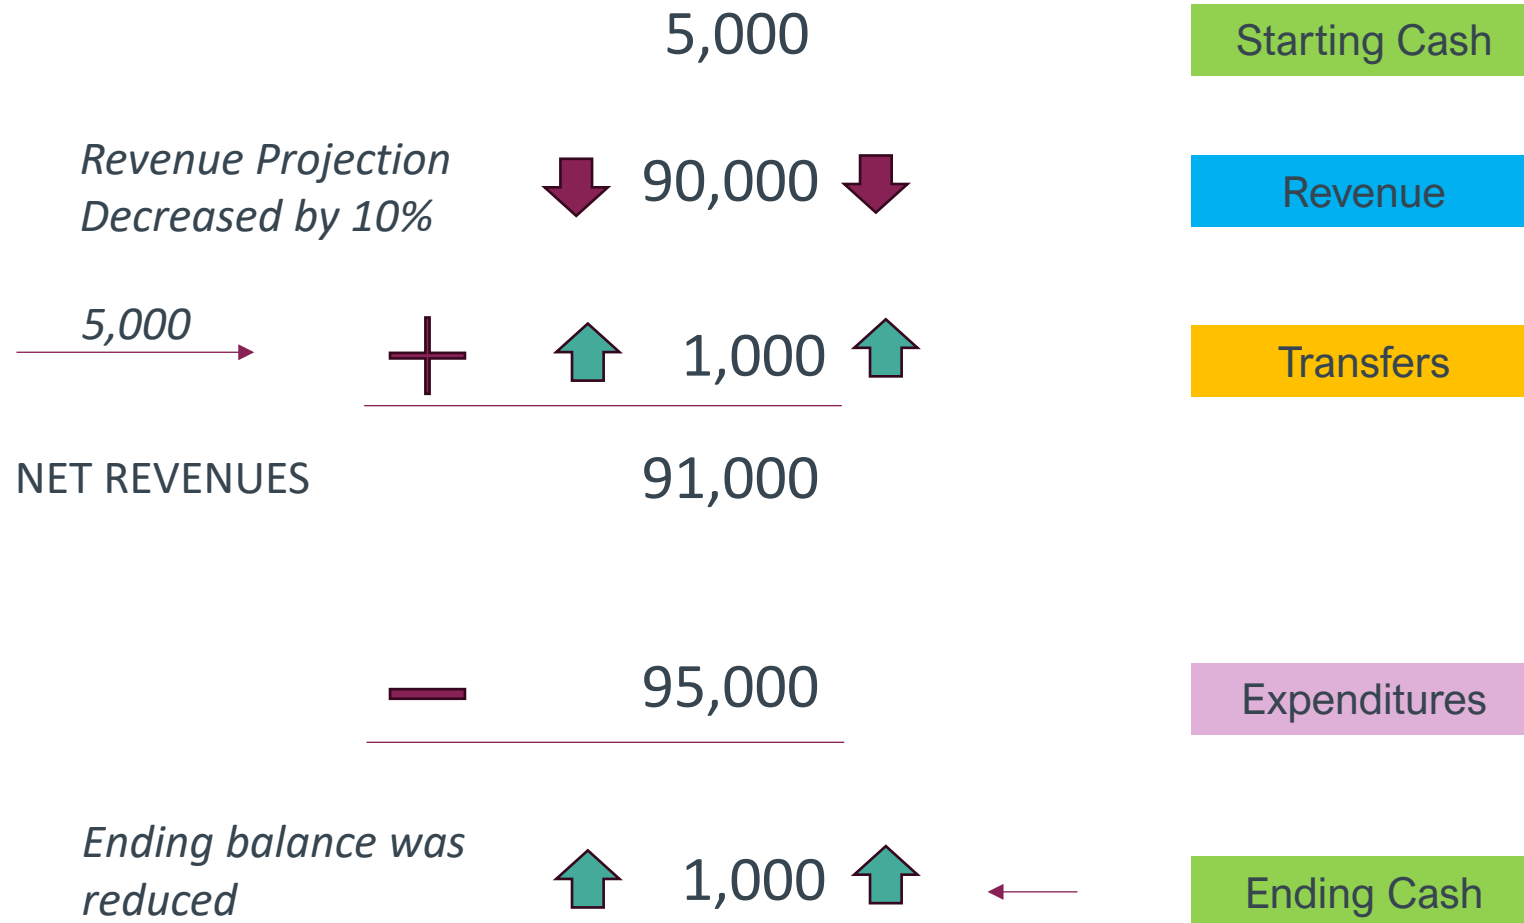 5,000
Starting Cash
Revenue Projection
Decreased by 10%
90,000
Revenue
5,000
1,000
Transfers
NET REVENUES
91,000
95,000
Expenditures
Ending balance was
reduced
1,000
Ending Cash